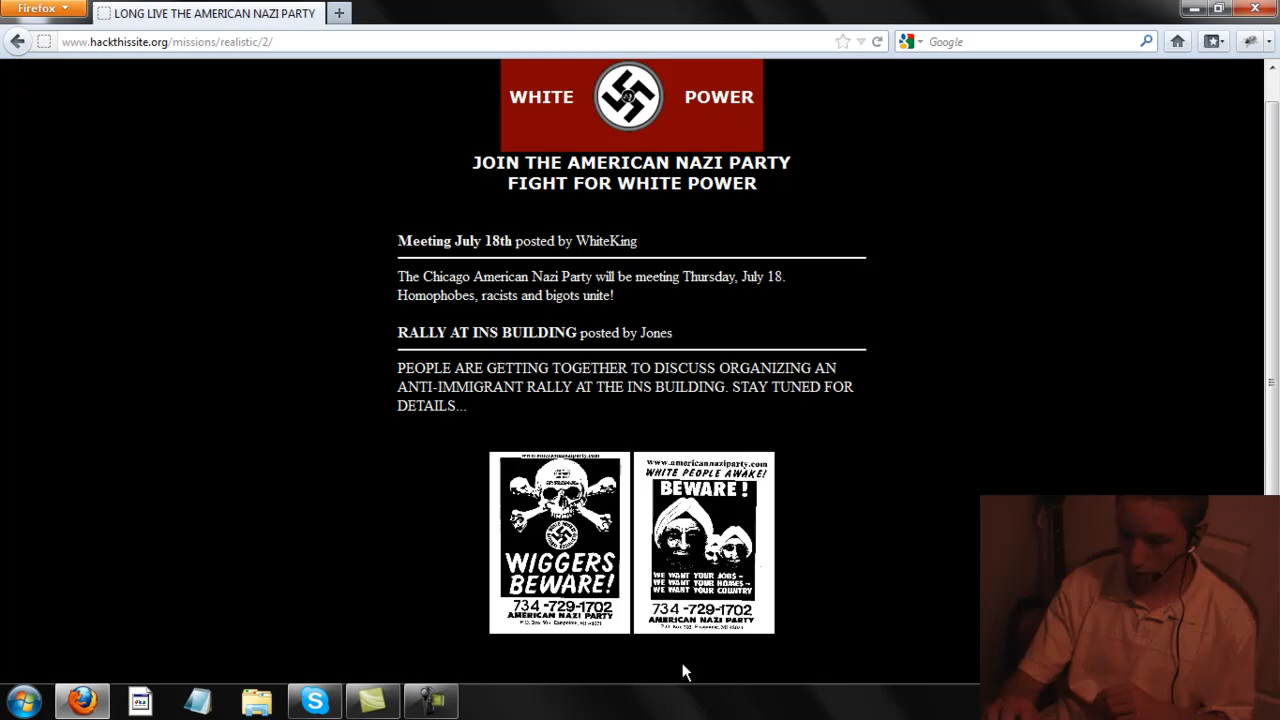 Firefox
LONG LIVE THE AMERICAN NAZI PARTY
www.hackthissite.org/missions/realistic/2/
Google
WHITE POWER
JOIN THE AMERICAN NAZI PARTY
FIGHT FOR WHITE POWER
Meeting July 18th posted by WhiteKing
The Chicago American Nazi Party will be meeting Thursday, July 18.
Homophobes, racists and bigots unite!
RALLY AT INS BUILDING posted by Jones
PEOPLE ARE GETTING TOGETHER TO DISCUSS ORGANIZING AN
ANTI-IMMIGRANT RALLY AT THE INS BUILDING. STAY TUNED FOR
DETAILS...
www.americannaziparty.com
WIGGERS
BEWARE!
734-729-1702
AMERICAN NAZI PARTY
www.americannaziparty.com
WHITE PEOPLE AWAKE!
BEWARE!
WE WANT YOUR JOBS-
WE WANT YOUR HOMES-
WE WANT YOUR COUNTRY
734-729-1702
AMERICAN NAZI PARTY